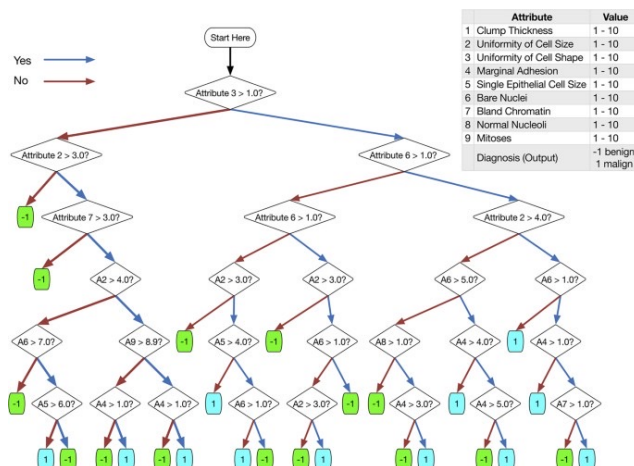 Start Here
Yes
No
Attribute Value
1 Clump Thickness 1 - 10
2 Uniformity of Cell Size 1 - 10
3 Uniformity of Cell Shape 1 - 10
4 Marginal Adhesion 1 - 10
5 Single Epithelial Cell Size 1 - 10
6 Bare Nuclei 1 - 10
7 Bland Chromatin 1 - 10
8 Normal Nucleoli 1 - 10
9 Mitoses 1 - 10
Diagnosis (Output) -1 benign
1 malign
Attribute 3 > 1.0?
Attribute 2 > 3.0? Attribute 6 > 1.0?
-1 Attribute 7 > 3.0? Attribute 6 > 1.0? Attribute 2 > 4.0?
-1 A2 > 4.0? A2 > 3.0? A2 > 3.0? A6 > 5.0? A6 > 1.0?
A6 > 7.0? A9 > 8.9? -1 A5 > 4.0? -1 A6 > 1.0? A8 > 1.0? A4 > 4.0? 1 A4 > 1.0?
-1 A5 > 6.0? A4 > 1.0? A4 > 1.0? 1 A6 > 1.0? A2 > 3.0? -1 -1 A4 > 3.0? 1 A4 > 5.0? 1 A7 > 1.0?
1 -1 -1 1 -1 1 1 -1 -1 1 -1 1 -1 1 -1 1